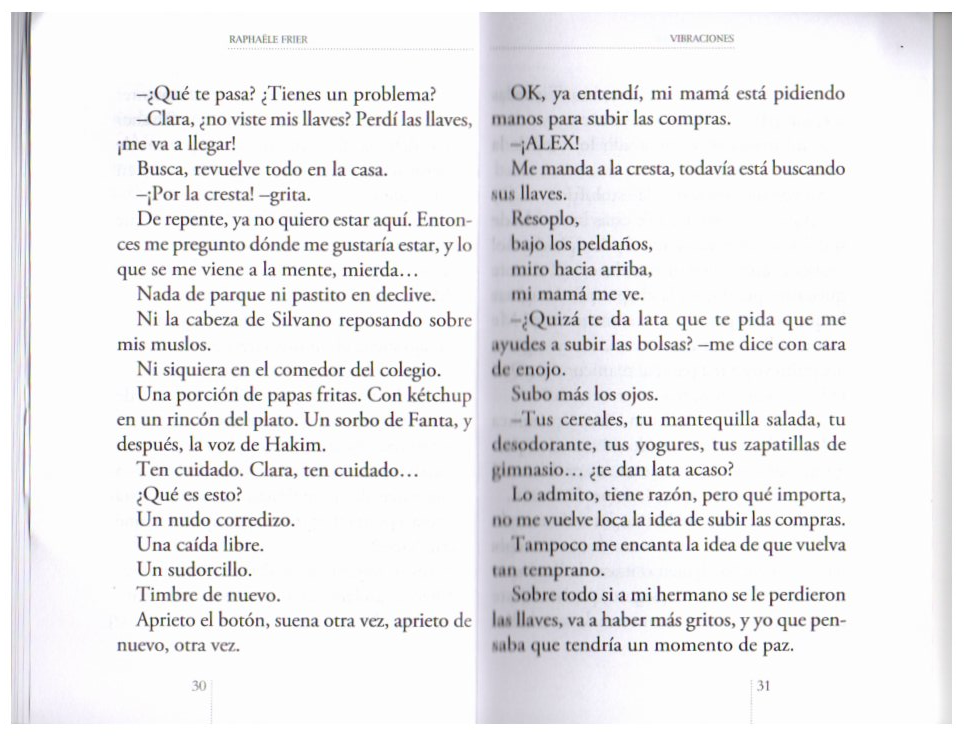 RAPHAËLE FRIER
–¿Qué te pasa? ¿Tienes un problema?
–Clara, ¿no viste mis llaves? Perdí las llaves,
¡me va a llegar!
Busca, revuelve todo en la casa.
–¡Por la cresta! –grita.
De repente, ya no quiero estar aquí. Enton-
ces me pregunto dónde me gustaría estar, y lo
que se me viene a la mente, mierda...
Nada de parque ni pastito en declive.
Ni la cabeza de Silvano reposando sobre
mis muslos.
Ni siquiera en el comedor del colegio.
Una porción de papas fritas. Con kétchup
en un rincón del plato. Un sorbo de Fanta, y
después, la voz de Hakim.
Ten cuidado. Clara, ten cuidado...
¿Qué es esto?
Un nudo corredizo.
Una caída libre.
Un sudorcillo.
Timbre de nuevo.
Aprieto el botón, suena otra vez, aprieto de
nuevo, otra vez.
30
VIBRACIONES
OK, ya entendí, mi mamá está pidiendo
manos para subir las compras.
–¡ALEX!
Me manda a la cresta, todavía está buscando
sus llaves.
Resoplo,
bajo los peldaños,
miro hacia arriba,
mi mamá me ve.
–¿Quizá te da lata que te pida que me
ayudes a subir las bolsas? –me dice con cara
de enojo.
Subo más los ojos.
–Tus cereales, tu mantequilla salada, tu
desodorante, tus yogures, tus zapatillas de
gimnasio... ¿te dan lata acaso?
Lo admito, tiene razón, pero qué importa,
no me vuelve loca la idea de subir las compras.
Tampoco me encanta la idea de que vuelva
tan temprano.
Sobre todo si a mi hermano se le perdieron
las llaves, va a haber más gritos, y yo que pen-
saba que tendría un momento de paz.
31